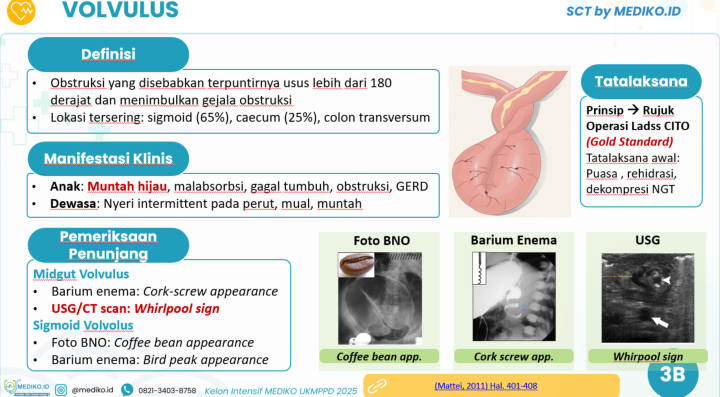 VOLVULUS
SCT by MEDIKO.ID
Definisi
• Obstruksi yang disebabkan terpuntirnya usus lebih dari 180
derajat dan menimbulkan gejala obstruksi
• Lokasi tersering: sigmoid (65%), caecum (25%), colon transversum
Manifestasi Klinis
• Anak: Muntah hijau, malabsorbsi, gagal tumbuh, obstruksi, GERD
• Dewasa: Nyeri intermittent pada perut, mual, muntah
Tatalaksana
Prinsip → Rujuk
Operasi Ladss CITO
(Gold Standard)
Tatalaksana awal:
Puasa , rehidrasi,
dekompresi NGT
Pemeriksaan
Penunjang
Midgut Volvulus
• Barium enema: Cork-screw appearance
• USG/CT scan: Whirlpool sign
Sigmoid Volvolus
• Foto BNO: Coffee bean appearance
• Barium enema: Bird peak appearance
Foto BNO
Coffee bean app.
Barium Enema
Cork screw app.
USG
Whirpool sign
3B
MEDIKO.ID
@mediko.id
0821-3403-8758
Kelon Intensif MEDIKO UKMPPD 2025
(Mattei, 2011) Hal. 401-408